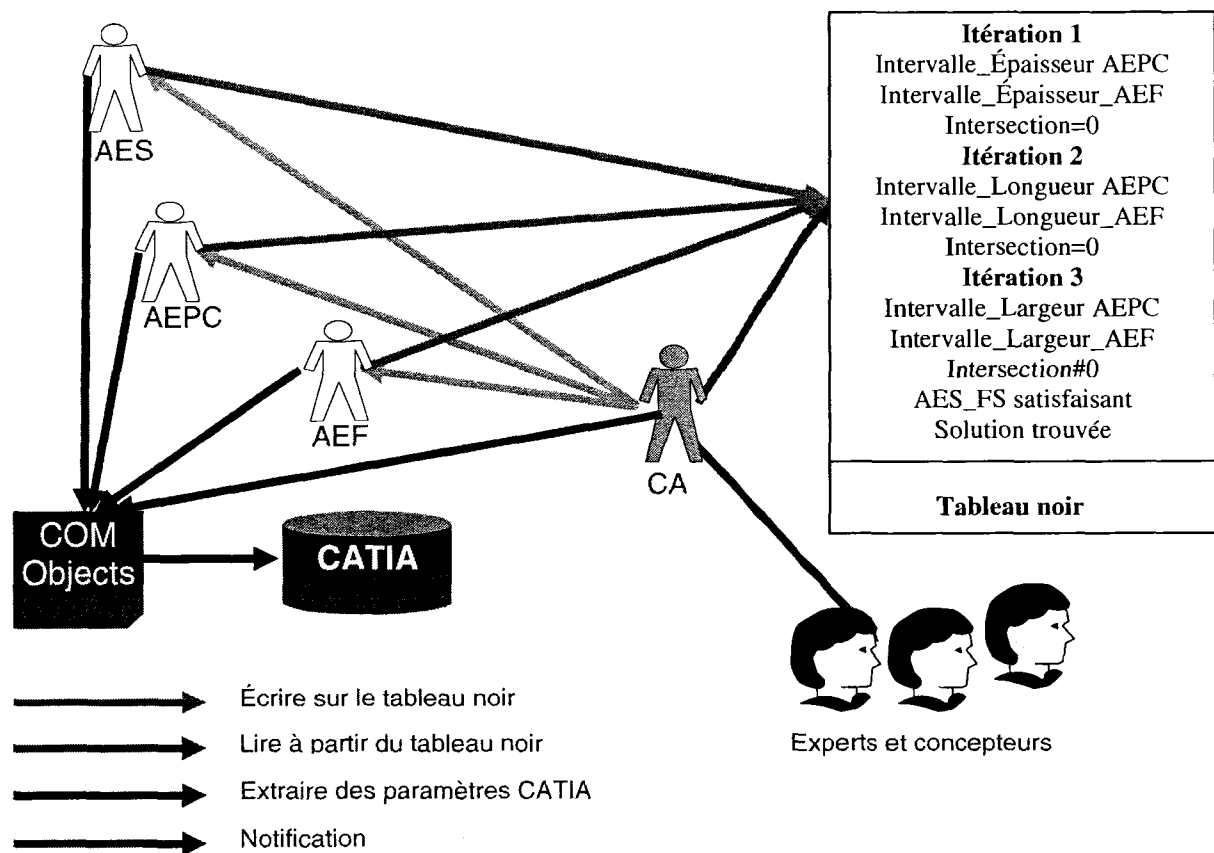 AES
AEPC
AEF
CA
COM
Objects
CATIA
Itération 1
Intervalle_Épaisseur AEPC
Intervalle_Épaisseur_AEF
Intersection=0
Itération 2
Intervalle_Longueur AEPC
Intervalle_Longueur_AEF
Intersection=0
Itération 3
Intervalle_Largeur AEPC
Intervalle_Largeur_AEF
Intersection#0
AES_FS satisfaisant
Solution trouvée
Tableau noir
Écrire sur le tableau noir
Lire à partir du tableau noir
Extraire des paramètres CATIA
Notification
Experts et concepteurs